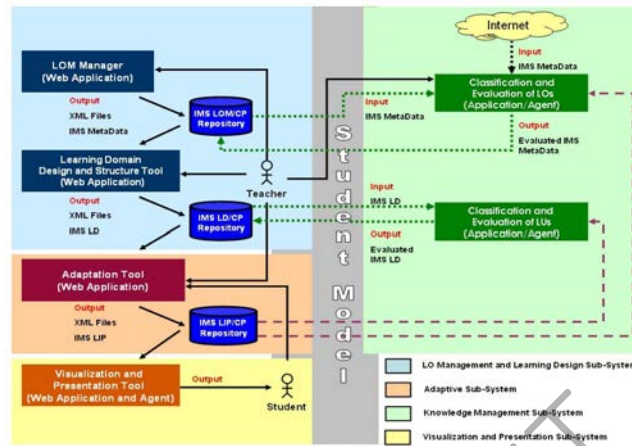 Internet
Input
IMS MetaData
LOM Manager
(Web Application)
Output
XML Files
IMS MetaData
IMS LOM/CP
Repository
Input
IMS MetaData
Classification and
Evaluation of LOs
(Application/Agent)
Output
Evaluated IMS
MetaData
Learning Domain
Design and Structure Tool
(Web Application)
Teacher
Output
XML Files
IMS LD
IMS LD/CP
Repository
Input
IMS LD
Output
Evaluated
IMS LD
Classification and
Evaluation of LUs
(Application/Agent)
Student Model
Adaptation Tool
(Web Application)
Output
XML Files
IMS LIP
IMS LIP/CP
Repository
Visualization and
Presentation Tool
(Web Application and Agent)
Output
Student
LO Management and Learning Design Sub-System
Adaptive Sub-System
Knowledge Management Sub-System
Visualization and Presentation Sub-System